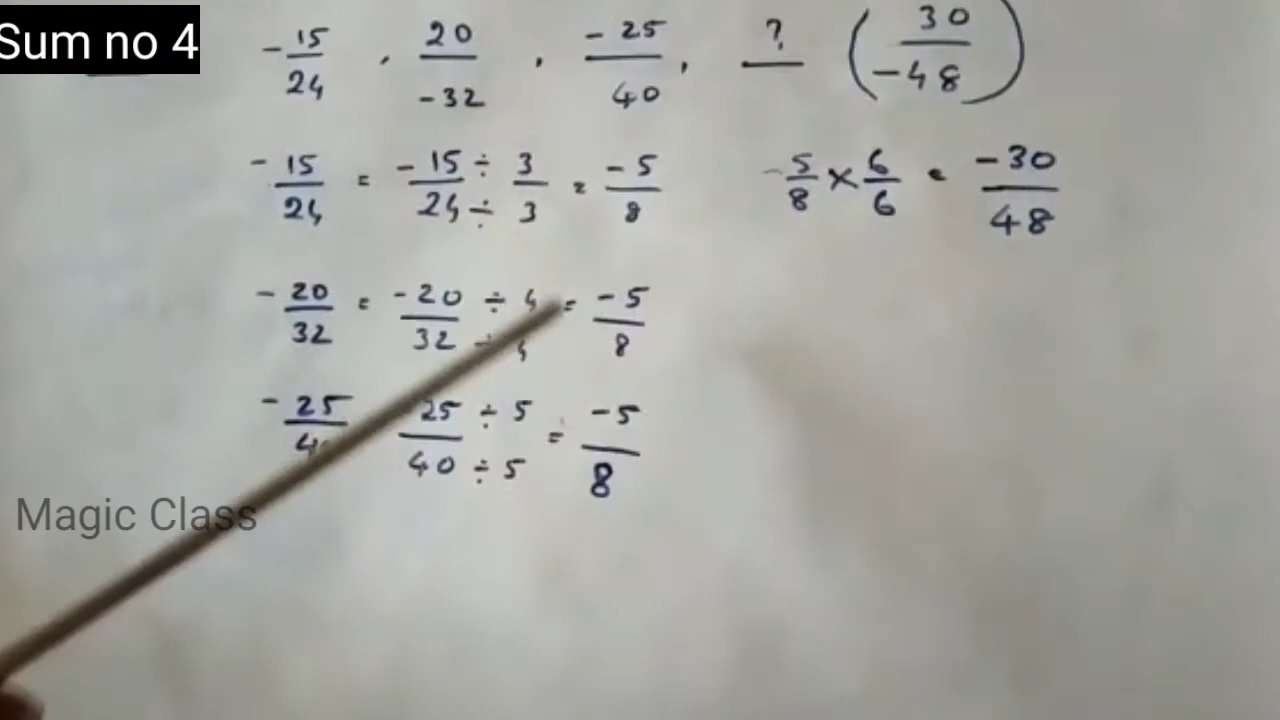 Sum no 4
-15/24 , 20/-32 , -25/40 , ?/ (30/-48)
-15/24 = -15÷/24÷ 3/3 = -5/8 -5/8 × 6/6 = -30/48
-20/32 = -20/32 ÷4/÷4 = -5/8
-25/40 25/40 ÷5/÷5 = -5/8
Magic Class